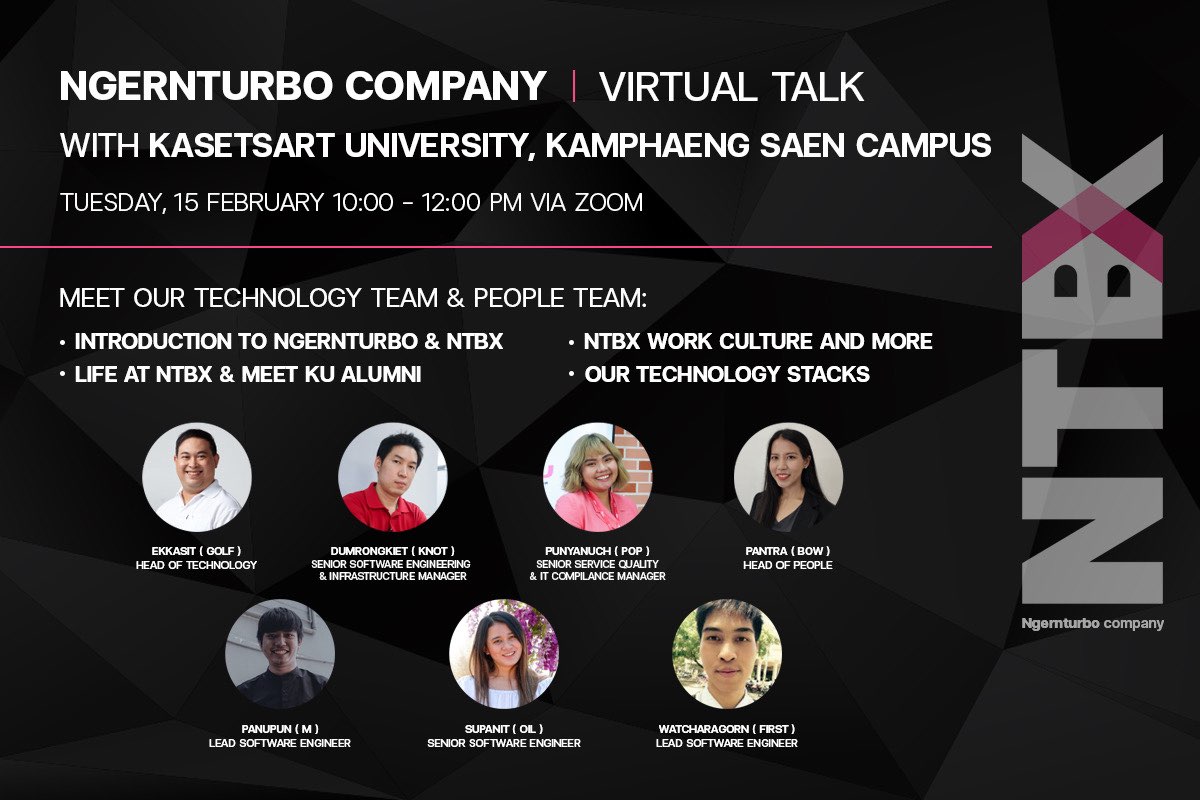 NGERNTURBO COMPANY | VIRTUAL TALK
WITH KASETSART UNIVERSITY, KAMPHAENG SAEN CAMPUS
TUESDAY, 15 FEBRUARY 10:00 - 12:00 PM VIA ZOOM
MEET OUR TECHNOLOGY TEAM & PEOPLE TEAM:
• INTRODUCTION TO NGERNTURBO & NTBX
• LIFE AT NTBX & MEET KU ALUMNI
• NTBX WORK CULTURE AND MORE
• OUR TECHNOLOGY STACKS
EKKASIT ( GOLF )
HEAD OF TECHNOLOGY
DUMRONGKIET ( KNOT )
SENIOR SOFTWARE ENGINEERING
& INFRASTRUCTURE MANAGER
PUNYANUCH ( POP )
SENIOR SERVICE QUALITY
& IT COMPILANCE MANAGER
PANTRA ( BOW )
HEAD OF PEOPLE
PANUPUN ( M )
LEAD SOFTWARE ENGINEER
SUPANIT ( OIL )
SENIOR SOFTWARE ENGINEER
WATCHARAGORN ( FIRST )
LEAD SOFTWARE ENGINEER
NTBX
Ngernturbo company